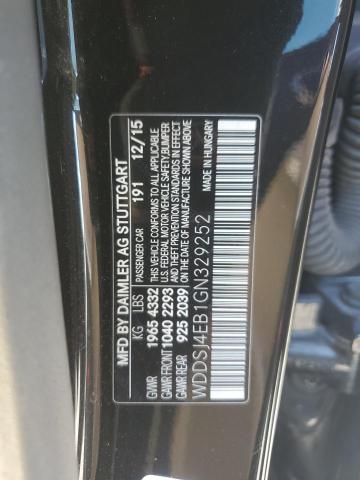 MFD BY DAIMLER AG STUTTGART
KG LBS PASSENGER CAR 191 12/15
GVWR 1965 4332 THIS VEHICLE CONFORMS TO ALL APPLICABLE
GAWR FRONT 1040 2293 U.S. FEDERAL MOTOR VEHICLE SAFETY, BUMPER,
GAWR REAR 925 2039 AND THEFT PREVENTION STANDARDS IN EFFECT
ON THE DATE OF MANUFACTURE SHOWN ABOVE
WDDSJ4EB1GN329252
MADE IN HUNGARY